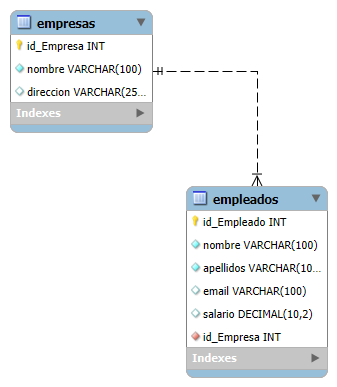 empresas
id_Empresa INT
nombre VARCHAR(100)
direccion VARCHAR(25...
Indexes
empleados
id_Empleado INT
nombre VARCHAR(100)
apellidos VARCHAR(10...
email VARCHAR(100)
salario DECIMAL(10,2)
id_Empresa INT
Indexes